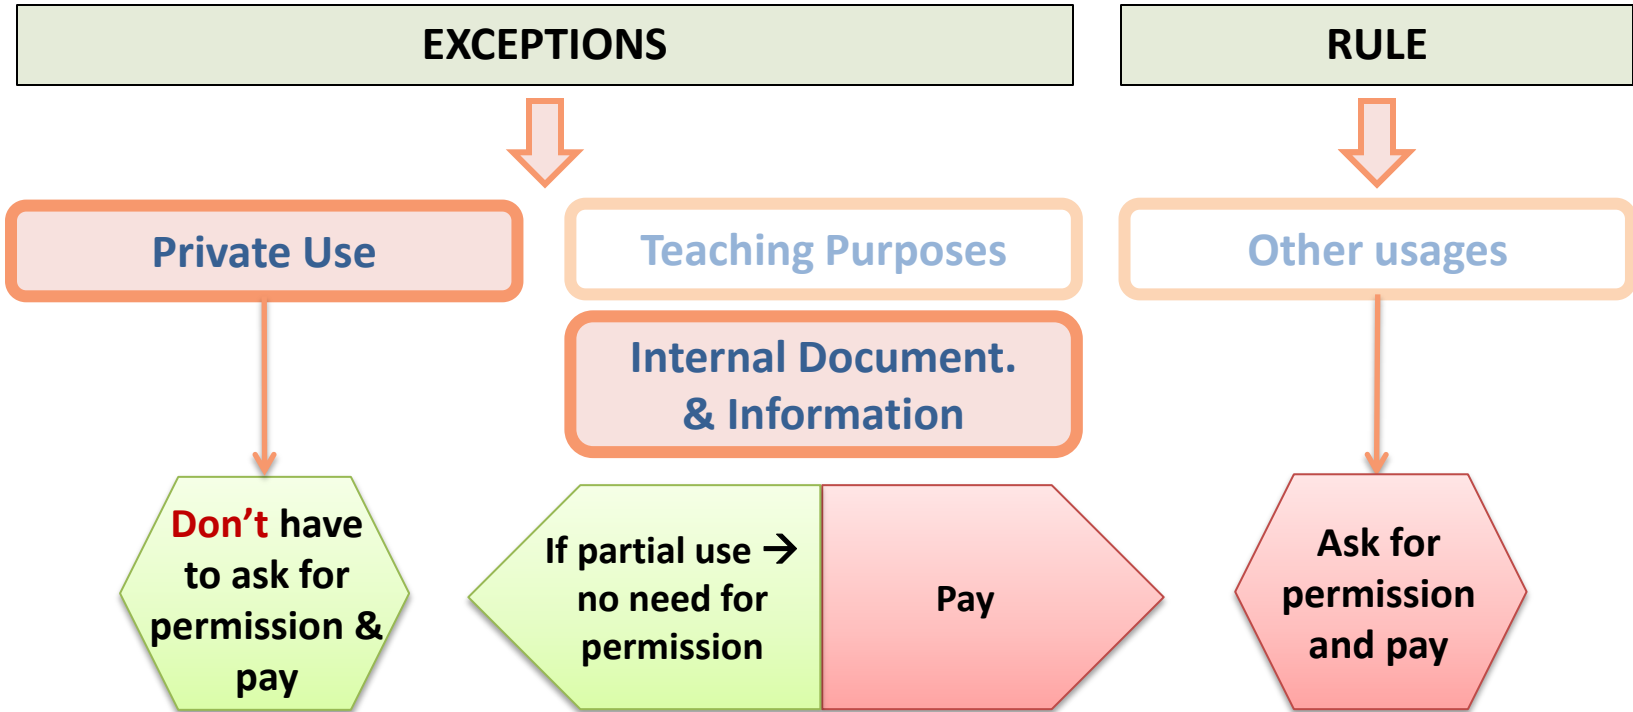 EXCEPTIONS
RULE
Private Use
Teaching Purposes
Other usages
Internal Document.
& Information
Don’t have
to ask for
permission &
pay
If partial use →
no need for
permission
Pay
Ask for
permission
and pay